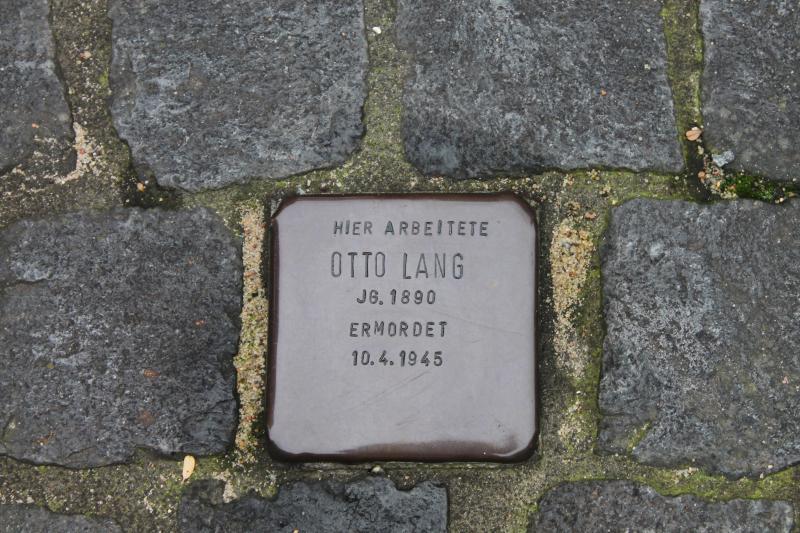 HIER ARBEITETE
OTTO LANG
JG. 1890
ERMORDET
10.4.1945